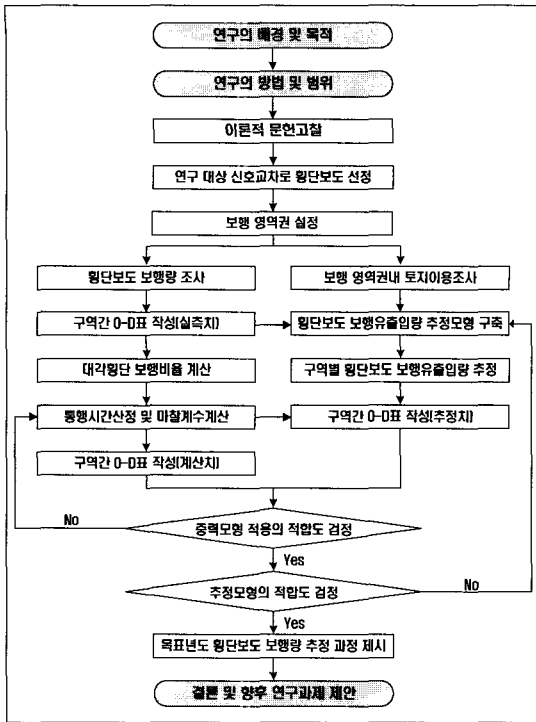 연구의 배경 및 목적
연구의 방법 및 범위
이론적 문헌고찰
연구 대상 신호교차로 횡단보도 선정
보행 영역권 설정
횡단보도 보행량 조사
보행 영역권내 토지이용조사
구역간 O-D표 작성(실측치)
횡단보도 보행유출입량 추정모형 구축
대각횡단 보행비율 계산
구역별 횡단보도 보행유출입량 추정
통행시간산정 및 마찰계수계산
구역간 O-D표 작성(추정치)
구역간 O-D표 작성(계산치)
No
중력모형 적용의 적합도 검정
Yes
추정모형의 적합도 검정
No
Yes
목표년도 횡단보도 보행량 추정 과정 제시
결론 및 향후 연구과제 제안